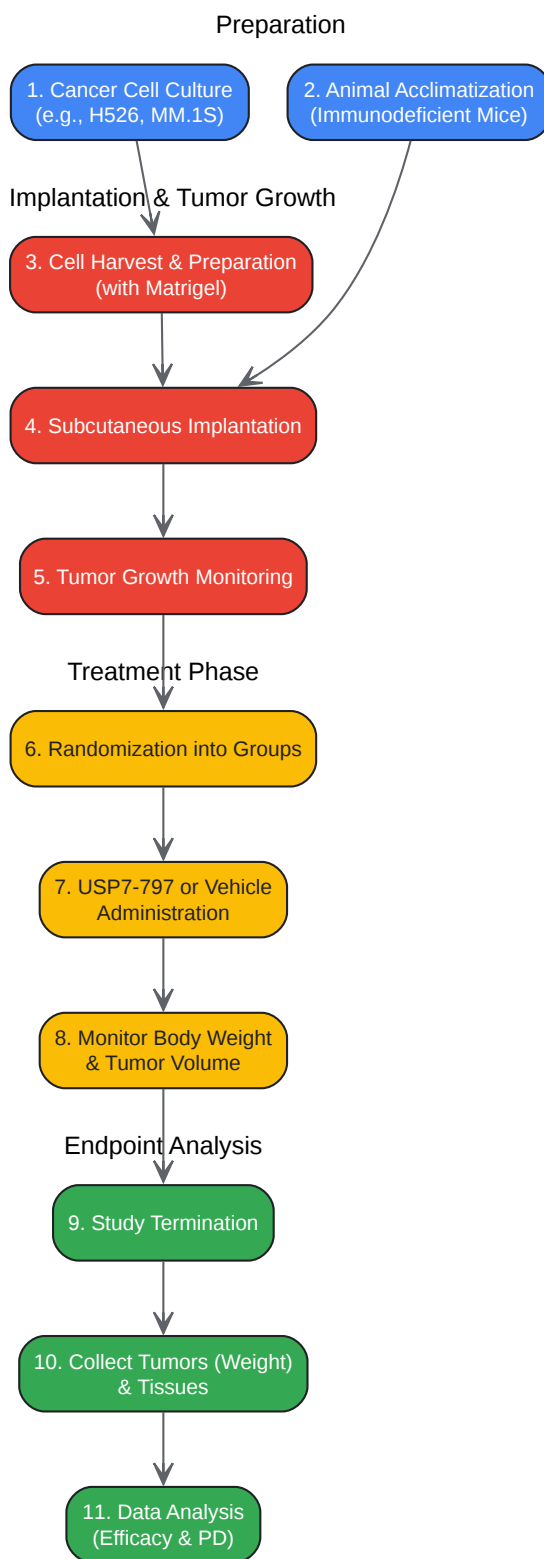 Preparation
1. Cancer Cell Culture
(e.g., H526, MM.1S)
2. Animal Acclimatization
(Immunodeficient Mice)
Implantation & Tumor Growth
3. Cell Harvest & Preparation
(with Matrigel)
4. Subcutaneous Implantation
5. Tumor Growth Monitoring
Treatment Phase
6. Randomization into Groups
7. USP7-797 or Vehicle
Administration
8. Monitor Body Weight
& Tumor Volume
Endpoint Analysis
9. Study Termination
10. Collect Tumors (Weight)
& Tissues
11. Data Analysis
(Efficacy & PD)